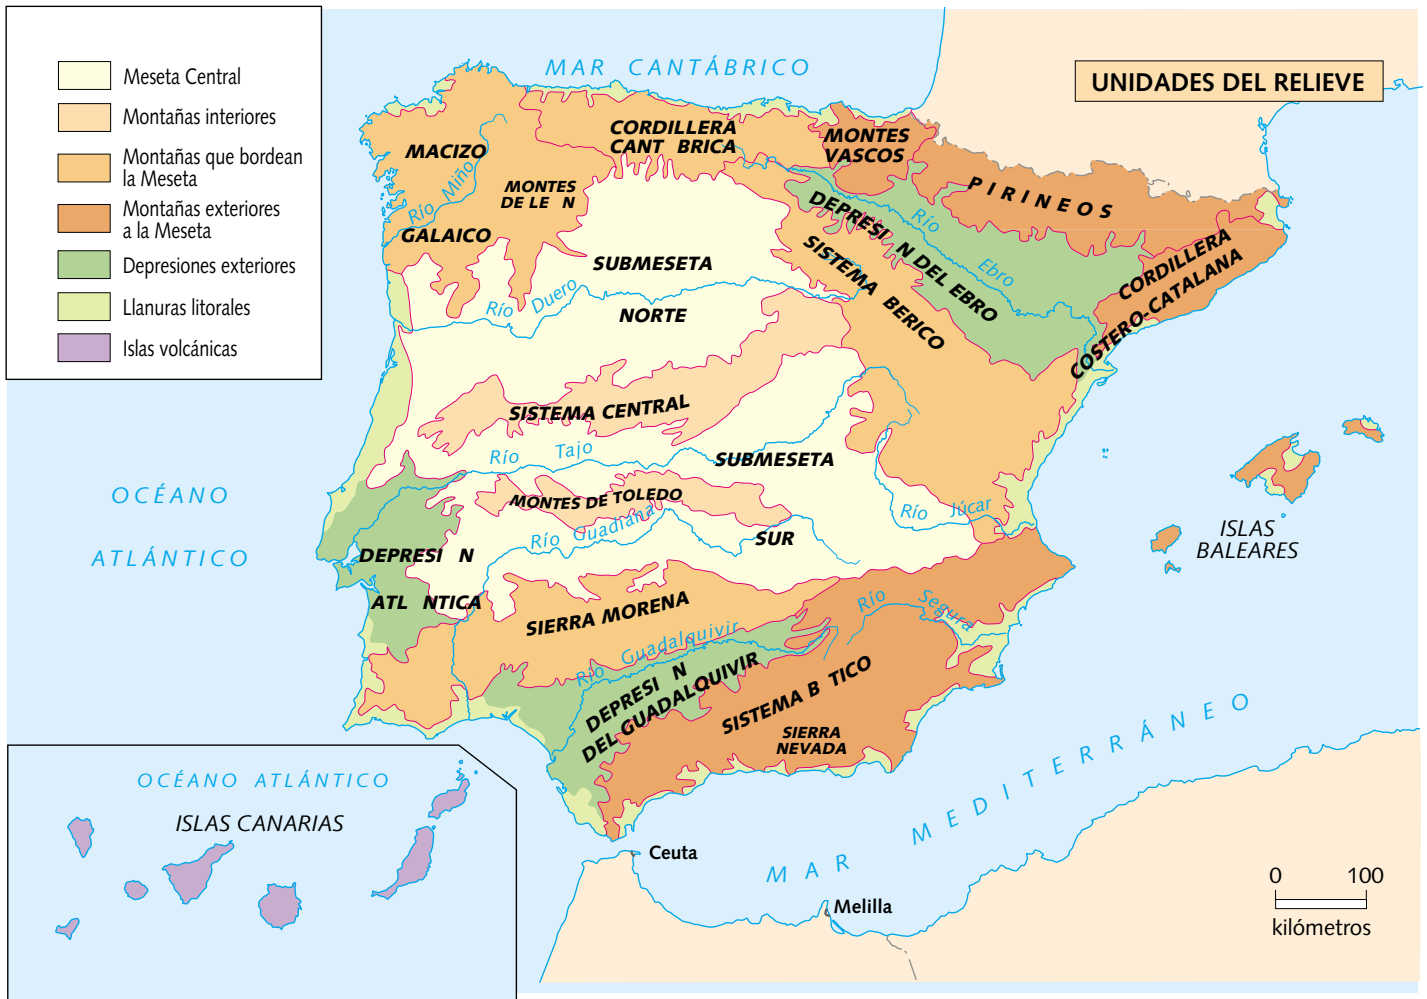 UNIDADES DEL RELIEVE
Meseta Central
Montañas interiores
Montañas que bordean
la Meseta
Montañas exteriores
a la Meseta
Depresiones exteriores
Llanuras litorales
Islas volcánicas
MAR CANTÁBRICO
MACIZO
GALAICO
Río Miño
MONTES
DE LE N
CORDILLERA
CANT BRICA
MONTES
VASCOS
PIRINEOS
DEPRESI N DEL EBRO
Río Ebro
CORDILLERA
COSTERO-CATALANA
SISTEMA BERICO
SUBMESETA
NORTE
Río Duero
SISTEMA CENTRAL
Río Tajo
SUBMESETA
SUR
MONTES DE TOLEDO
Río Guadiana
Río Júcar
OCÉANO
ATLÁNTICO
DEPRESI N
ATL NTICA
SIERRA MORENA
Río Guadalquivir
DEPRESI N
DEL GUADALQUIVIR
Río Segura
SISTEMA B TICO
SIERRA
NEVADA
ISLAS
BALEARES
MAR MEDITERRÁNEO
OCÉANO ATLÁNTICO
ISLAS CANARIAS
Ceuta
Melilla
0 100
kilómetros